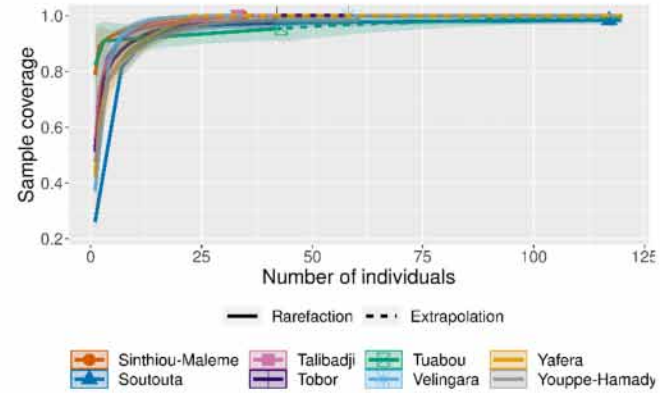 1.0
0.8
0.6
0.4
0.2
Sample coverage
0 25 50 75 100 125
Number of individuals
Rarefaction Extrapolation
Sinthiou-Maleme Talibadji Tuabou Yafera
Soutouta Tobor Velingara Youppe-Hamady